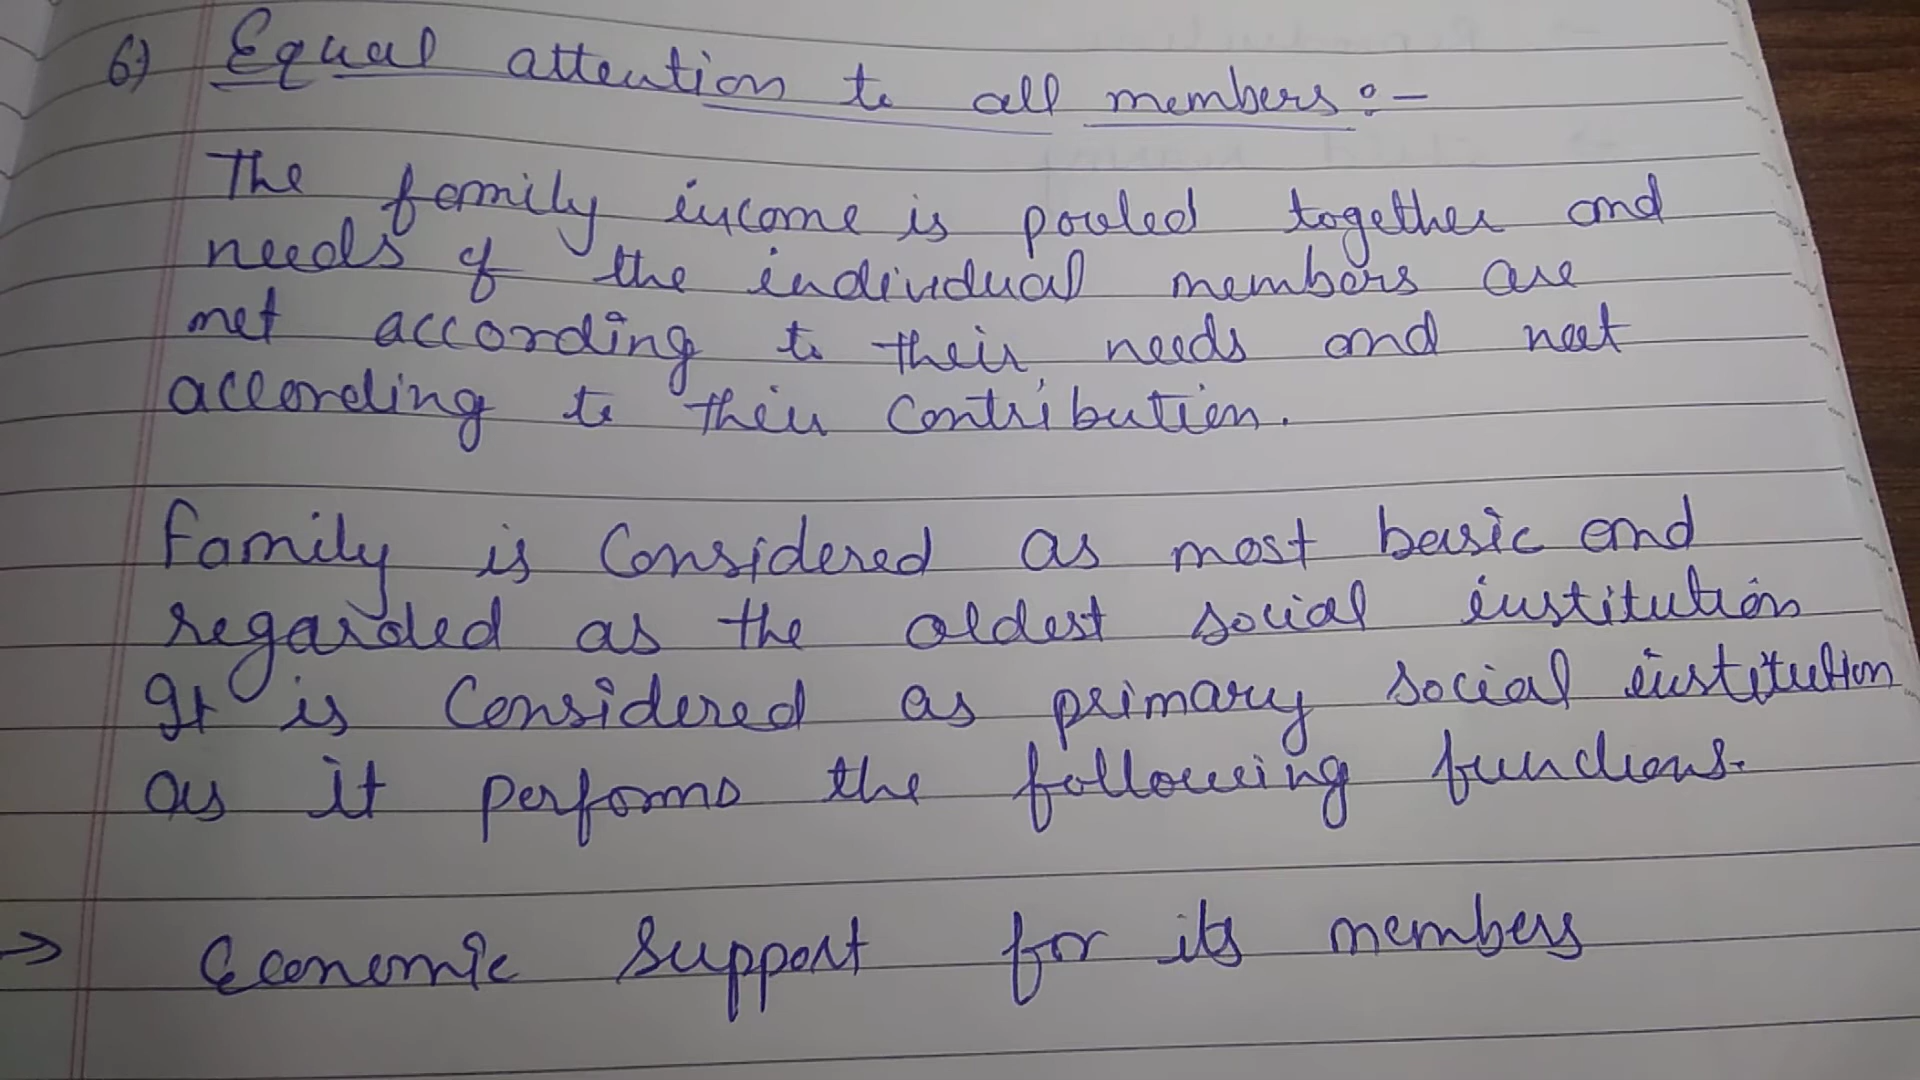 6) Equal attention to all members:-
The family income is pooled together and
needs of the individual members are
met according to their needs and not
according to their contribution.
Family is Considered as most basic and
regarded as the oldest social institution
It is Considered as primary social institution
as it performs the following functions.
→ Economic Support for its members